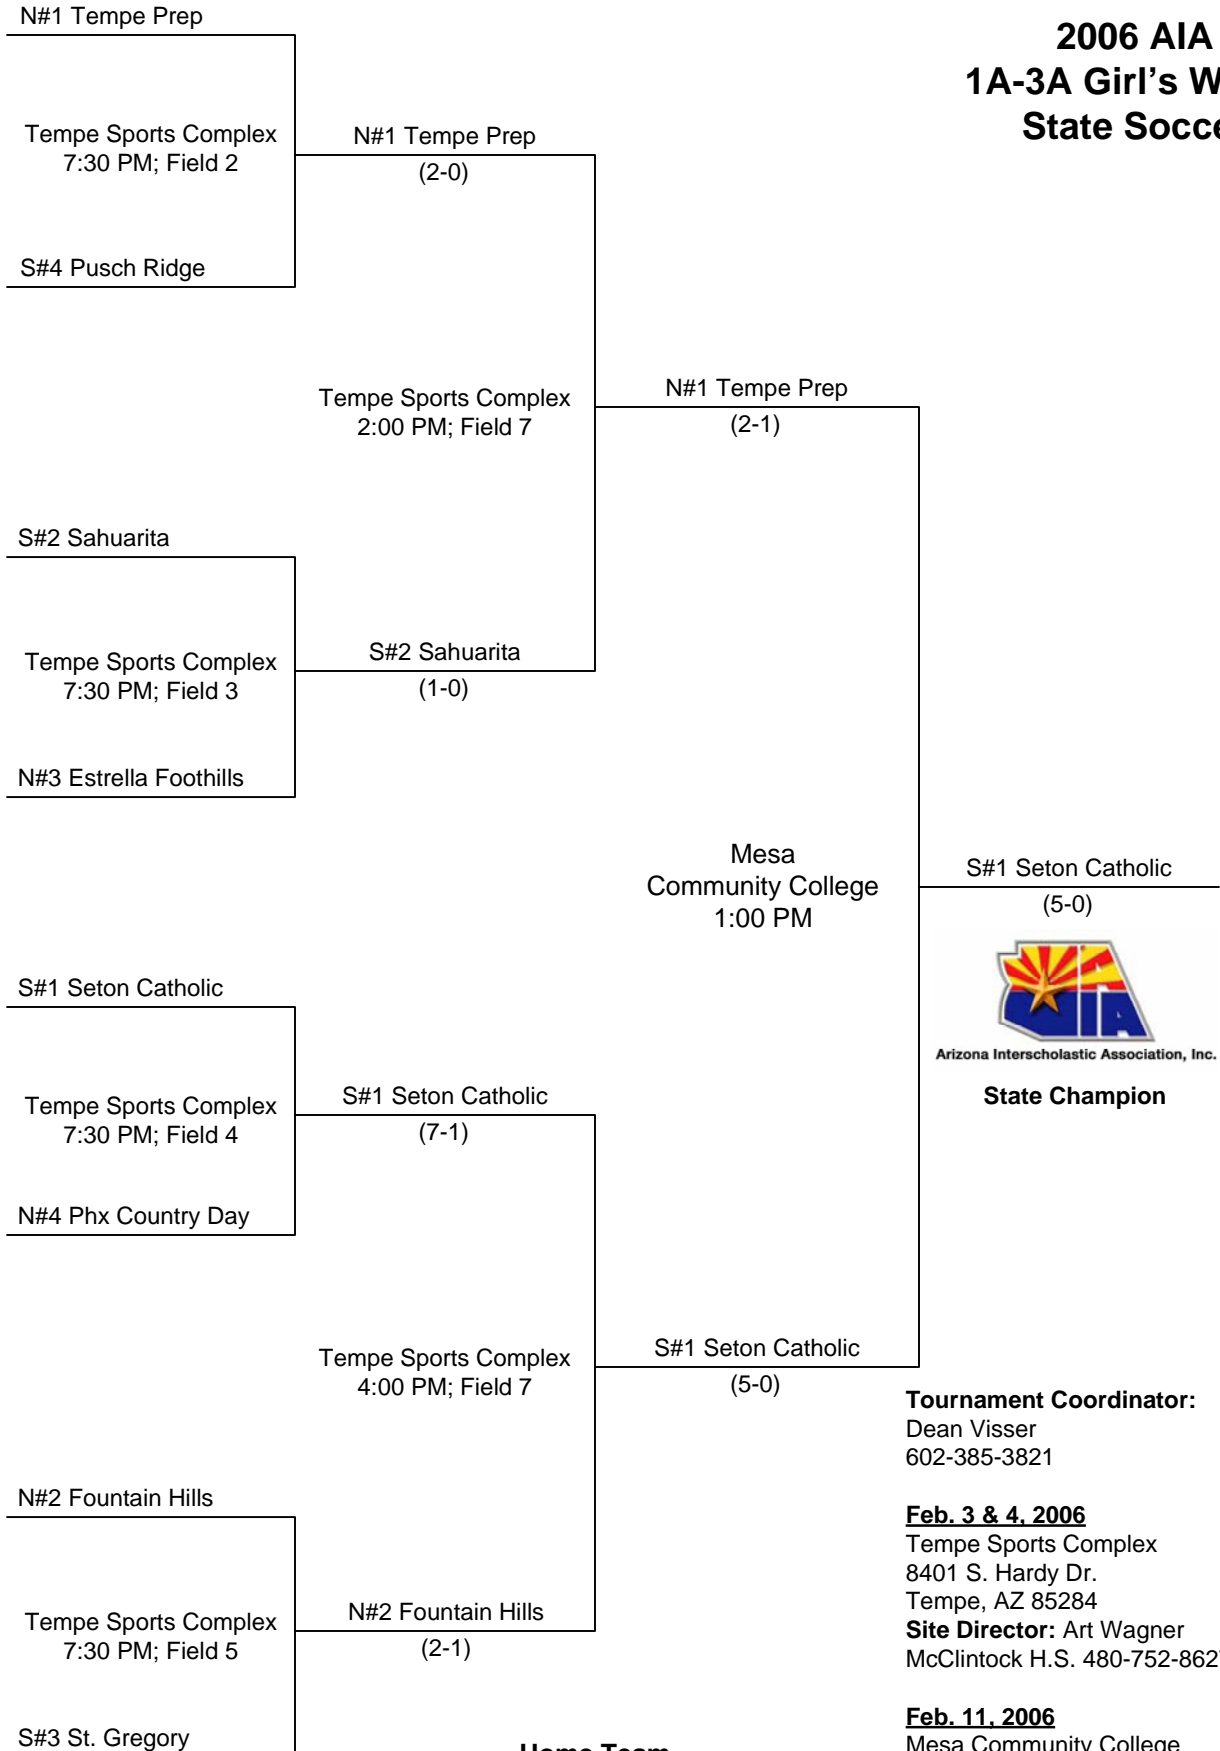 N#1 Tempe Prep
2006 AIA
1A-3A Girl's W
State Socce
Tempe Sports Complex
7:30 PM; Field 2
N#1 Tempe Prep
(2-0)
S#4 Pusch Ridge
Tempe Sports Complex
2:00 PM; Field 7
N#1 Tempe Prep
(2-1)
S#2 Sahuarita
Tempe Sports Complex
7:30 PM; Field 3
S#2 Sahuarita
(1-0)
N#3 Estrella Foothills
Mesa
Community College
1:00 PM
S#1 Seton Catholic
(5-0)
AIA
Arizona Interscholastic Association, Inc.
State Champion
S#1 Seton Catholic
Tempe Sports Complex
7:30 PM; Field 4
S#1 Seton Catholic
(7-1)
N#4 Phx Country Day
Tempe Sports Complex
4:00 PM; Field 7
S#1 Seton Catholic
(5-0)
Tournament Coordinator:
Dean Visser
602-385-3821
N#2 Fountain Hills
Feb. 3 & 4, 2006
Tempe Sports Complex
8401 S. Hardy Dr.
Tempe, AZ 85284
Site Director: Art Wagner
McClintock H.S. 480-752-862
Tempe Sports Complex
7:30 PM; Field 5
N#2 Fountain Hills
(2-1)
S#3 St. Gregory
Home Team
Feb. 11, 2006
Mesa Community College